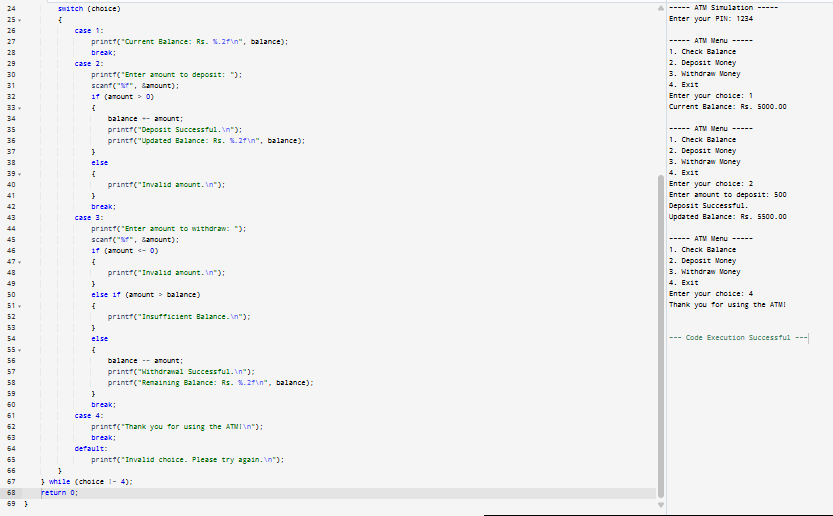 24 switch (choice)
25 {
26 case 1:
27 printf("Current Balance: Rs. %.2f\n", balance);
28 break;
29 case 2:
30 printf("Enter amount to deposit: ");
31 scanf("%f", &amount);
32 if (amount > 0)
33 {
34 balance += amount;
35 printf("Deposit Successful.\n");
36 printf("Updated Balance: Rs. %.2f\n", balance);
37 }
38 else
39 {
40 printf("Invalid amount.\n");
41 }
42 break;
43 case 3:
44 printf("Enter amount to withdraw: ");
45 scanf("%f", &amount);
46 if (amount <= 0)
47 {
48 printf("Invalid amount.\n");
49 }
50 else if (amount > balance)
51 {
52 printf("Insufficient Balance.\n");
53 }
54 else
55 {
56 balance -= amount;
57 printf("Withdrawal Successful.\n");
58 printf("Remaining Balance: Rs. %.2f\n", balance);
59 }
60 break;
61 case 4:
62 printf("Thank you for using the ATM!\n");
63 break;
64 default:
65 printf("Invalid choice. Please try again.\n");
66 }
67 } while (choice != 4);
68 return 0;
69 }
----- ATM Simulation -----
Enter your PIN: 1234
----- ATM Menu -----
1. Check Balance
2. Deposit Money
3. Withdraw Money
4. Exit
Enter your choice: 1
Current Balance: Rs. 5000.00
----- ATM Menu -----
1. Check Balance
2. Deposit Money
3. Withdraw Money
4. Exit
Enter your choice: 2
Enter amount to deposit: 500
Deposit Successful.
Updated Balance: Rs. 5500.00
----- ATM Menu -----
1. Check Balance
2. Deposit Money
3. Withdraw Money
4. Exit
Enter your choice: 4
Thank you for using the ATM!
=== Code Execution Successful ===